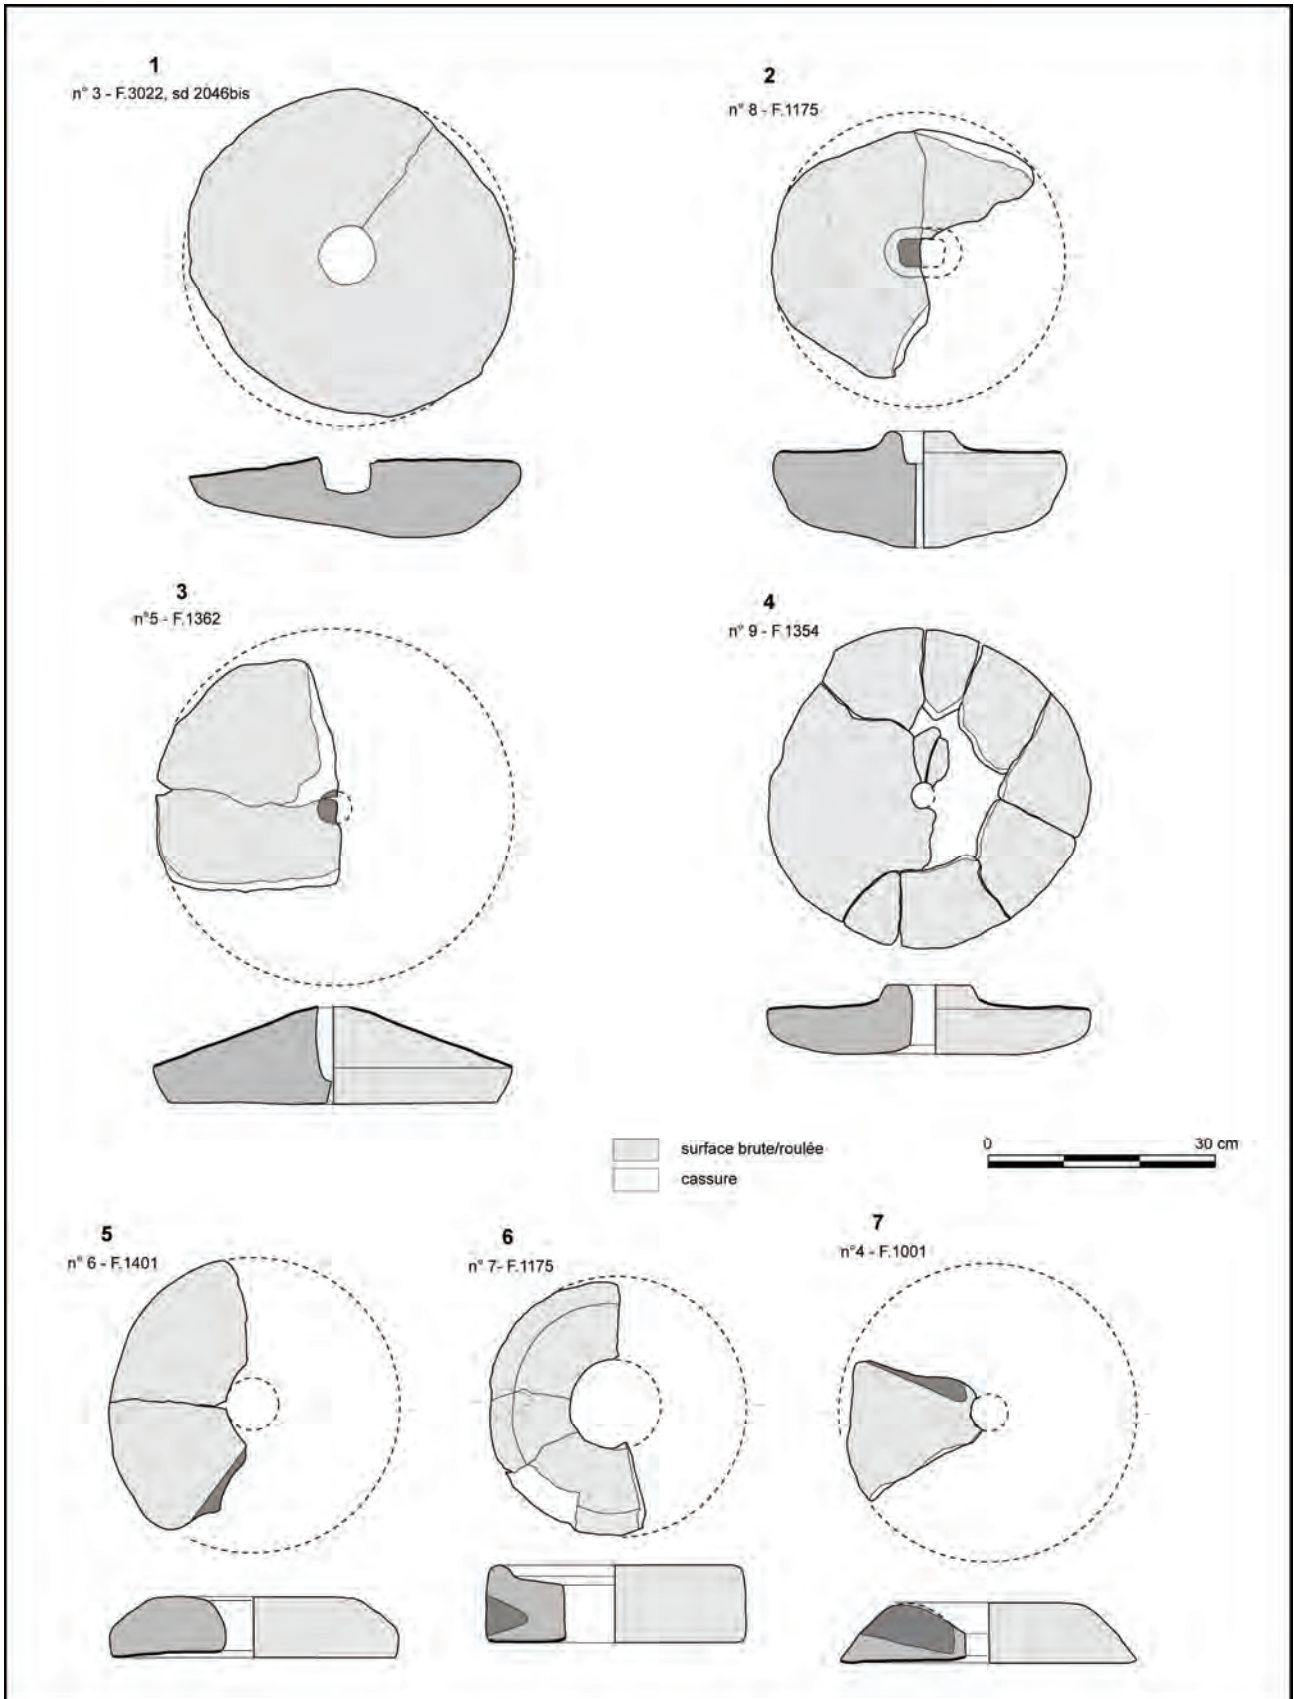 1
n° 3 - F.3022, sd 2046bis
2
n° 8 - F.1175
3
n°5 - F.1362
4
n° 9 - F.1354
surface brute/roulée
cassure
0 30 cm
5
n° 6 - F.1401
6
n° 7- F.1175
7
n°4 - F.1001